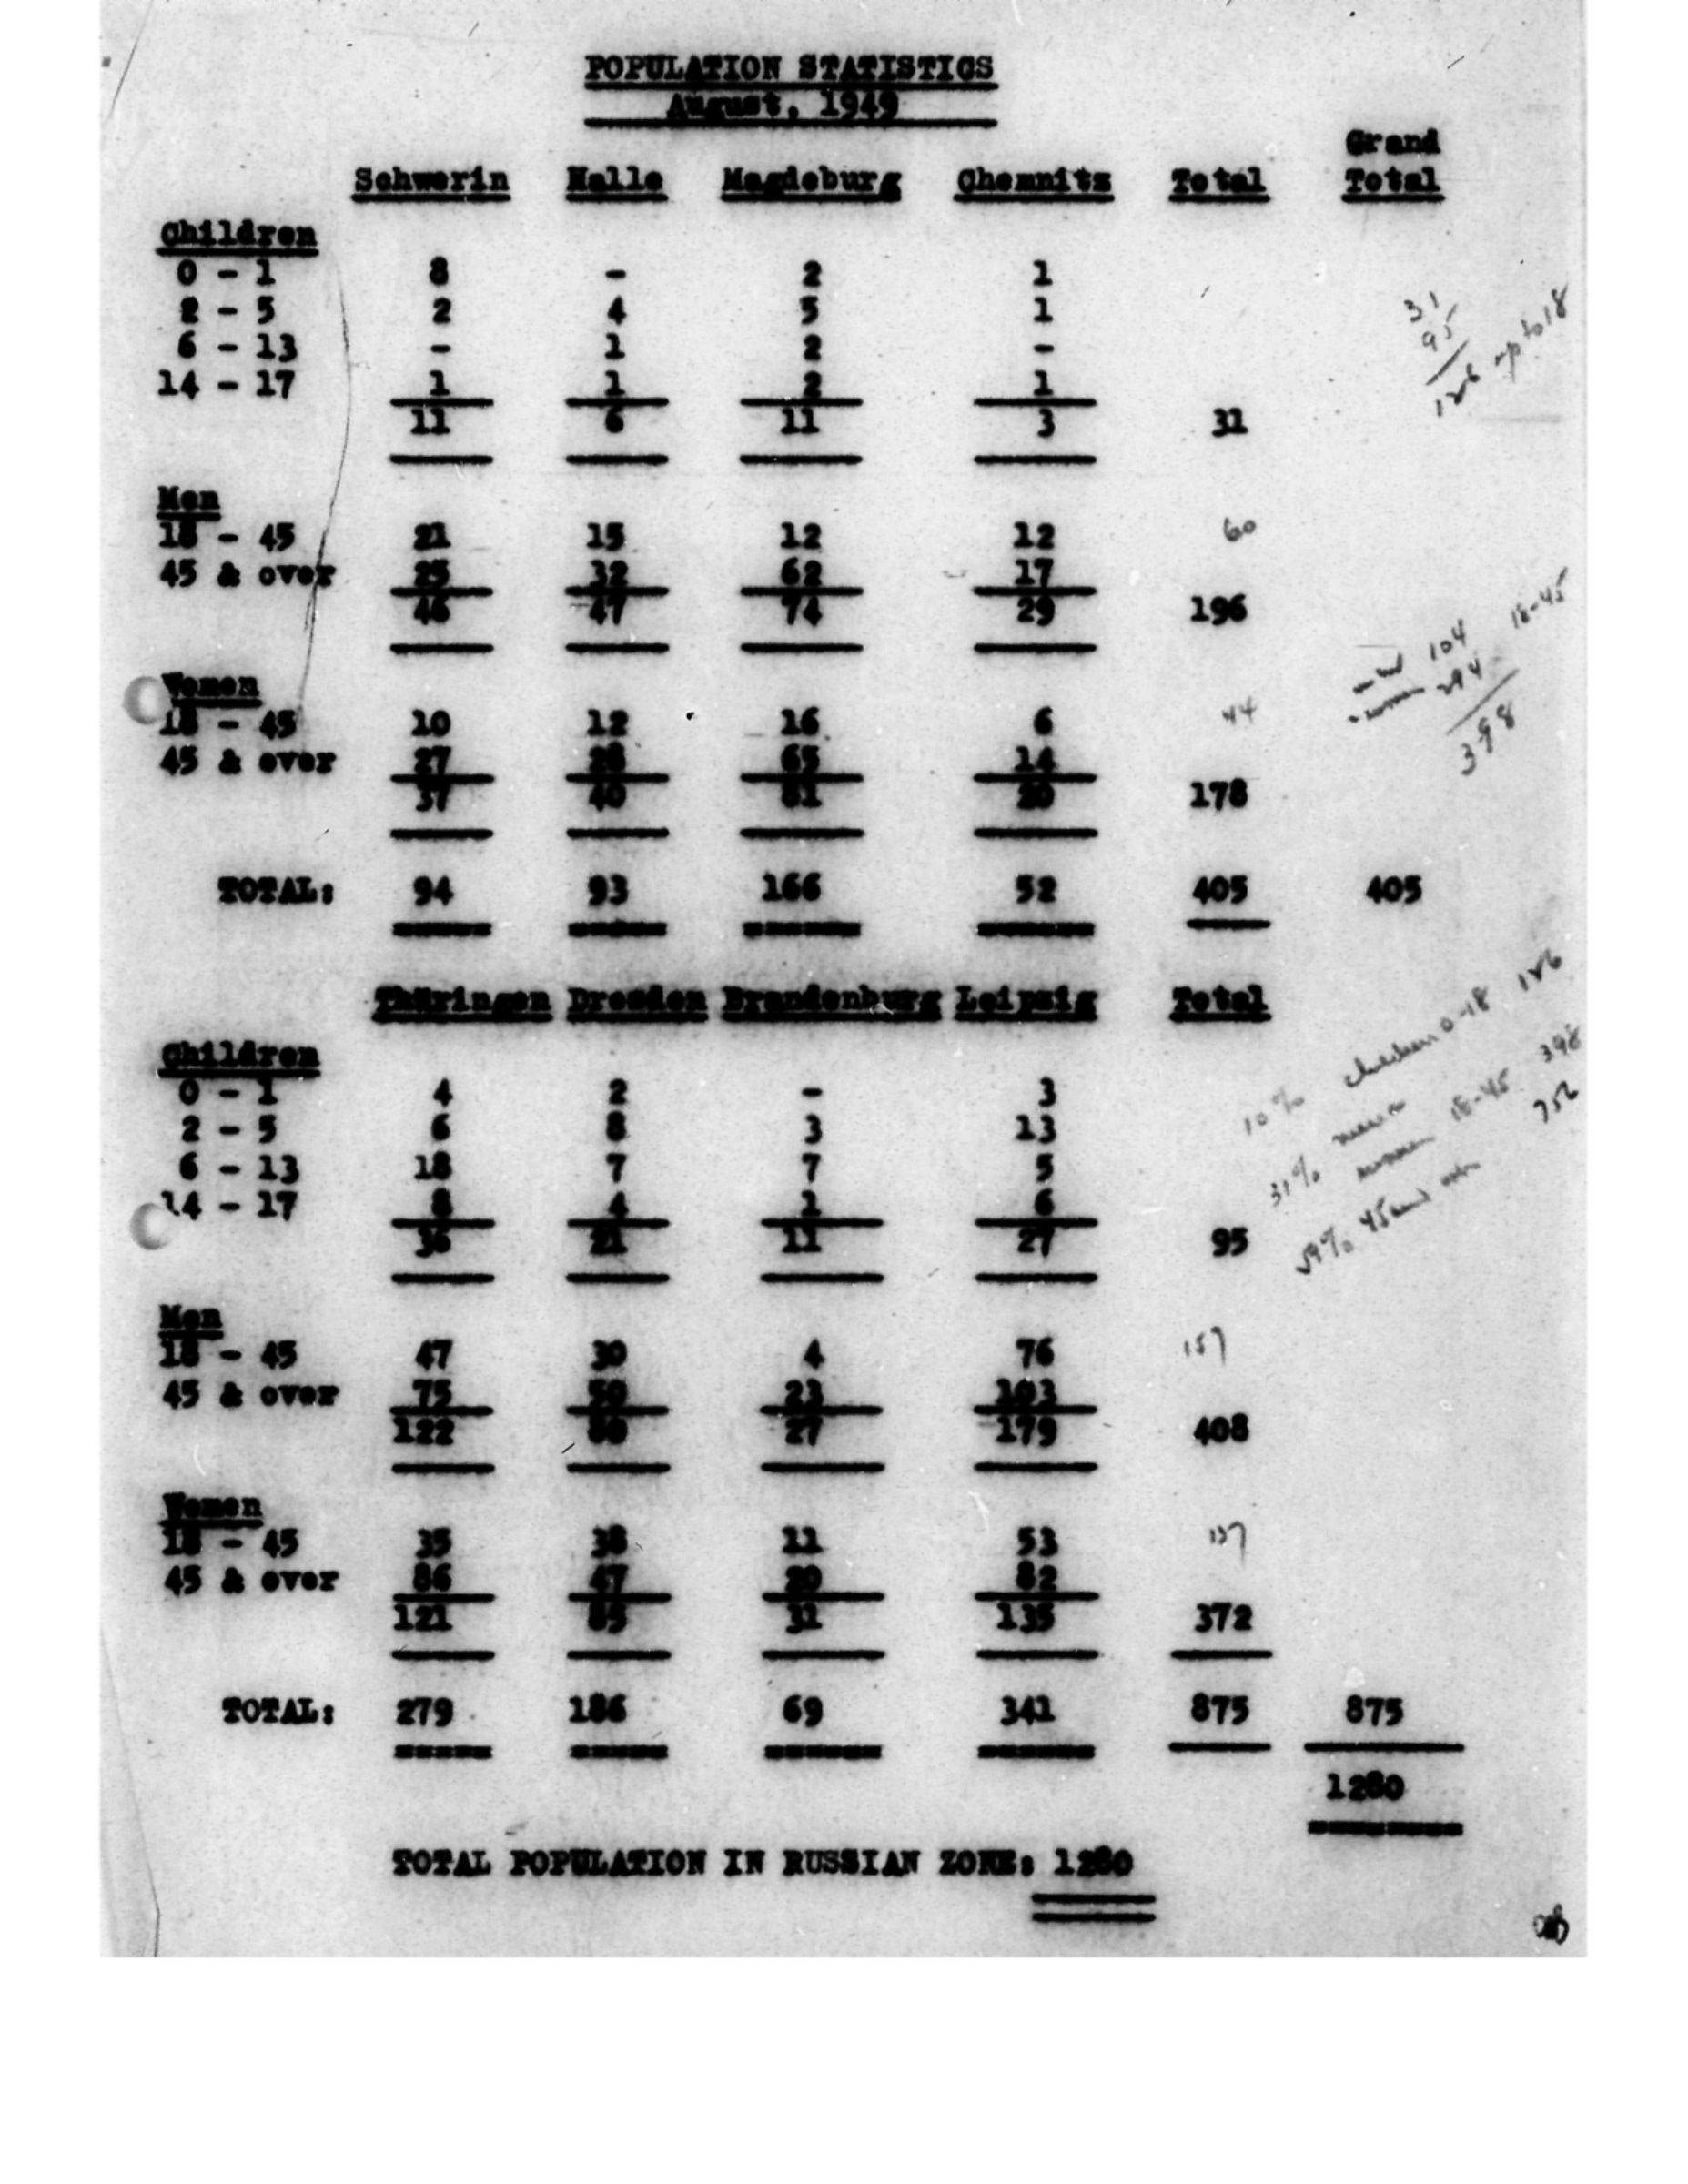 POPULATION STATISTICS
August, 1949
Grand
Schwerin Halle Magdeburg Chemnitz Total Total
Children
0 - 1 8 - 2 1
2 - 5 2 4 5 1
6 - 13 - 1 2 -
14 - 17 1 1 2 1
11 6 11 3 31
31
95
126 up to 18
Men
18 - 45 21 15 12 12 60
45 & over 25 32 62 17
46 47 74 29 196
104 18-45
294
398
Women
18 - 45 10 12 16 6 44
45 & over 27 28 65 14
37 40 81 20 178
TOTAL: 94 93 166 52 405 405
Thüringen Dresden Brandenburg Leipzig Total
10% children 0-18 126
31% men women 18-45 398
59% 45 and over 756
Children
0 - 1 4 2 - 3
2 - 5 6 8 3 13
6 - 13 18 7 7 5
14 - 17 8 4 1 6
36 21 11 27 95
Men
18 - 45 47 30 4 76 157
45 & over 75 50 23 103
122 80 27 179 408
Women
18 - 45 35 38 11 53 137
45 & over 86 47 20 82
121 85 31 135 372
TOTAL: 279 186 69 341 875 875
1280
TOTAL POPULATION IN RUSSIAN ZONE: 1280